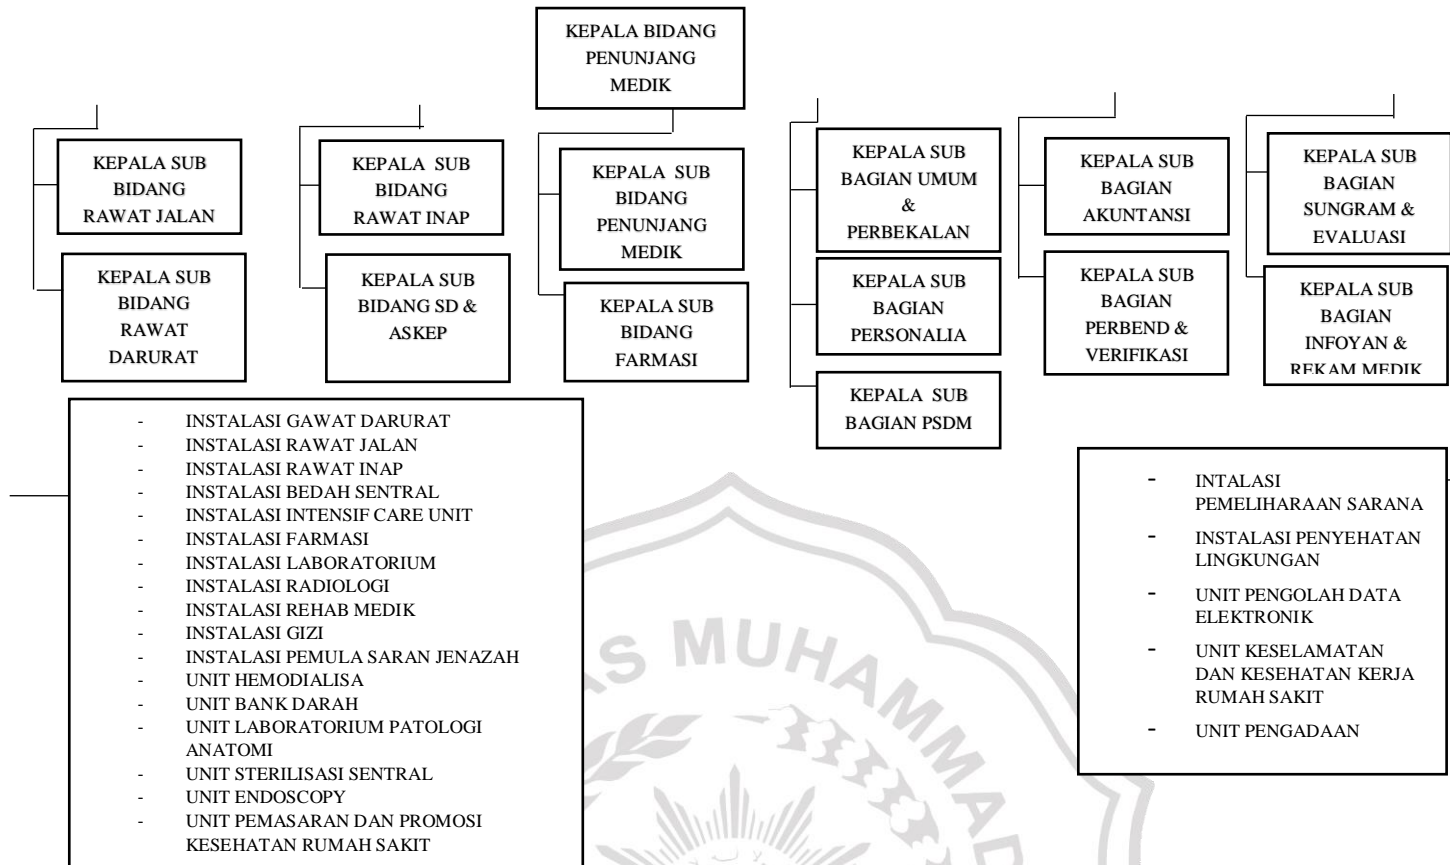 KEPALA BIDANG
PENUNJANG
MEDIK
KEPALA SUB
BIDANG
RAWAT JALAN
KEPALA SUB
BIDANG
RAWAT INAP
KEPALA SUB
BIDANG
PENUNJANG
MEDIK
KEPALA SUB
BAGIAN UMUM
&
PERBEKALAN
KEPALA SUB
BAGIAN
AKUNTANSI
KEPALA SUB
BAGIAN
SUNGRAM &
EVALUASI
KEPALA SUB
BIDANG
RAWAT
DARURAT
KEPALA SUB
BIDANG SD &
ASKEP
KEPALA SUB
BIDANG
FARMASI
KEPALA SUB
BAGIAN
PERSONALIA
KEPALA SUB
BAGIAN
PERBEND &
VERIFIKASI
KEPALA SUB
BAGIAN
INFOYAN &
REKAM MEDIK
KEPALA SUB
BAGIAN PSDM
- INSTALASI GAWAT DARURAT
- INSTALASI RAWAT JALAN
- INSTALASI RAWAT INAP
- INSTALASI BEDAH SENTRAL
- INSTALASI INTENSIF CARE UNIT
- INSTALASI FARMASI
- INSTALASI LABORATORIUM
- INSTALASI RADIOLOGI
- INSTALASI REHAB MEDIK
- INSTALASI GIZI
- INSTALASI PEMULA SARAN JENAZAH
- UNIT HEMODIALISA
- UNIT BANK DARAH
- UNIT LABORATORIUM PATOLOGI
ANATOMI
- UNIT STERILISASI SENTRAL
- UNIT ENDOSCOPY
- UNIT PEMASARAN DAN PROMOSI
KESEHATAN RUMAH SAKIT
- INTALASI
PEMELIHARAAN SARANA
- INSTALASI PENYEHATAN
LINGKUNGAN
- UNIT PENGOLAH DATA
ELEKTRONIK
- UNIT KESELAMATAN
DAN KESEHATAN KERJA
RUMAH SAKIT
- UNIT PENGADAAN
AS MUHAMMAD